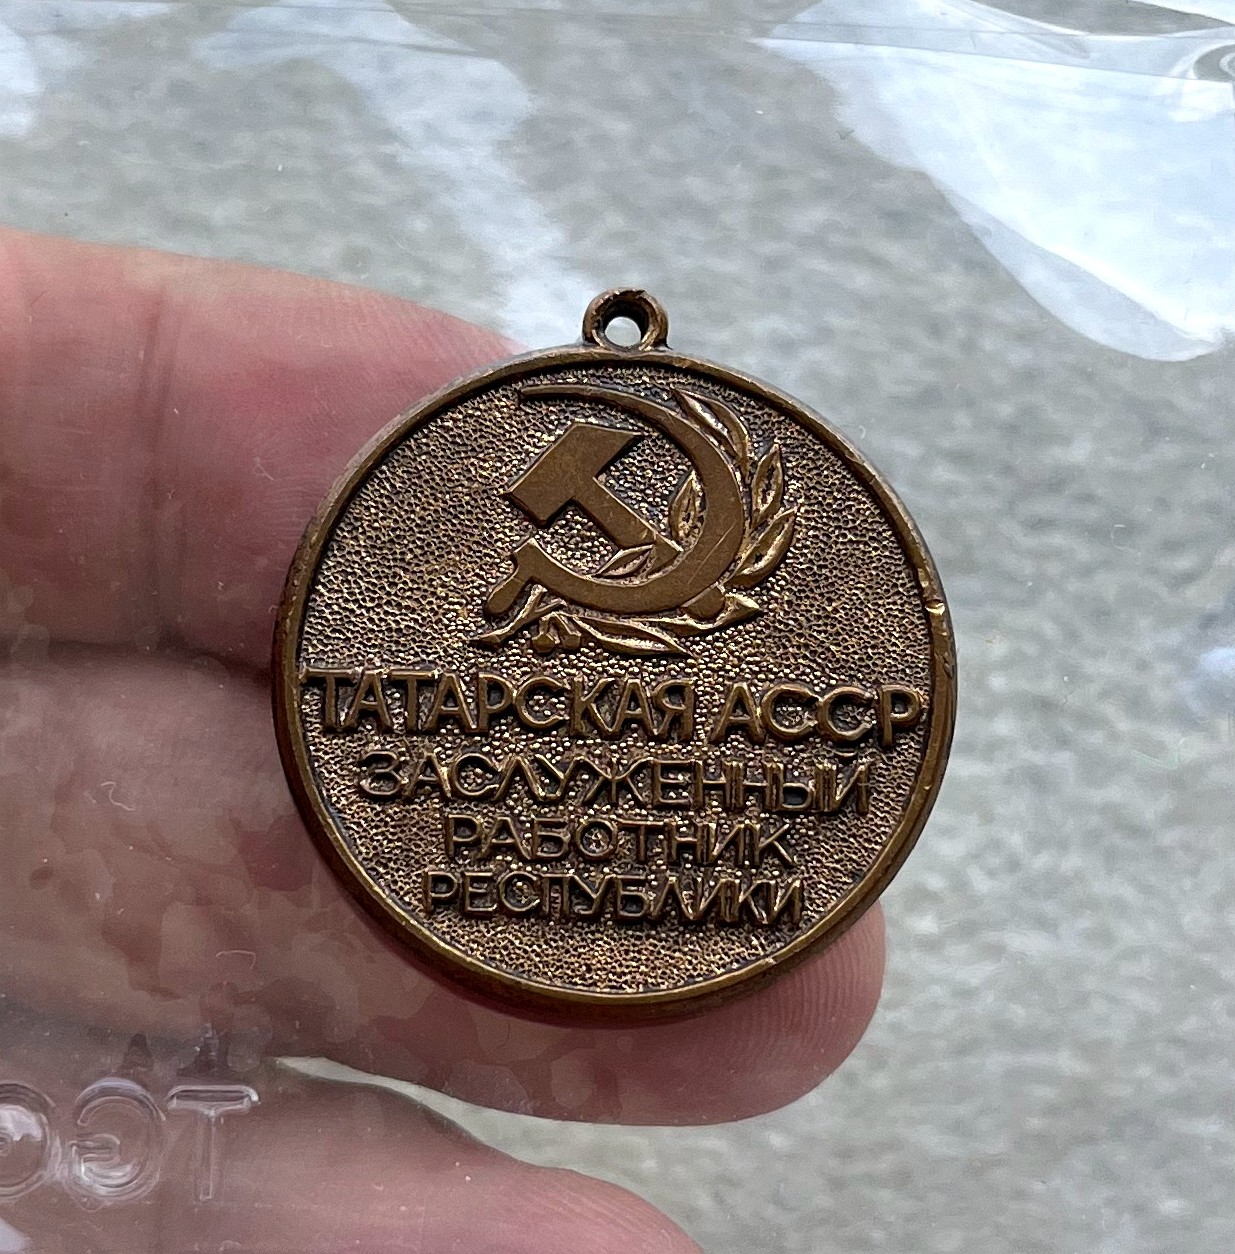 ТАТАРСКАЯ АССР
ЗАСЛУЖЕННЫЙ
РАБОТНИК
РЕСПУБЛИКИ